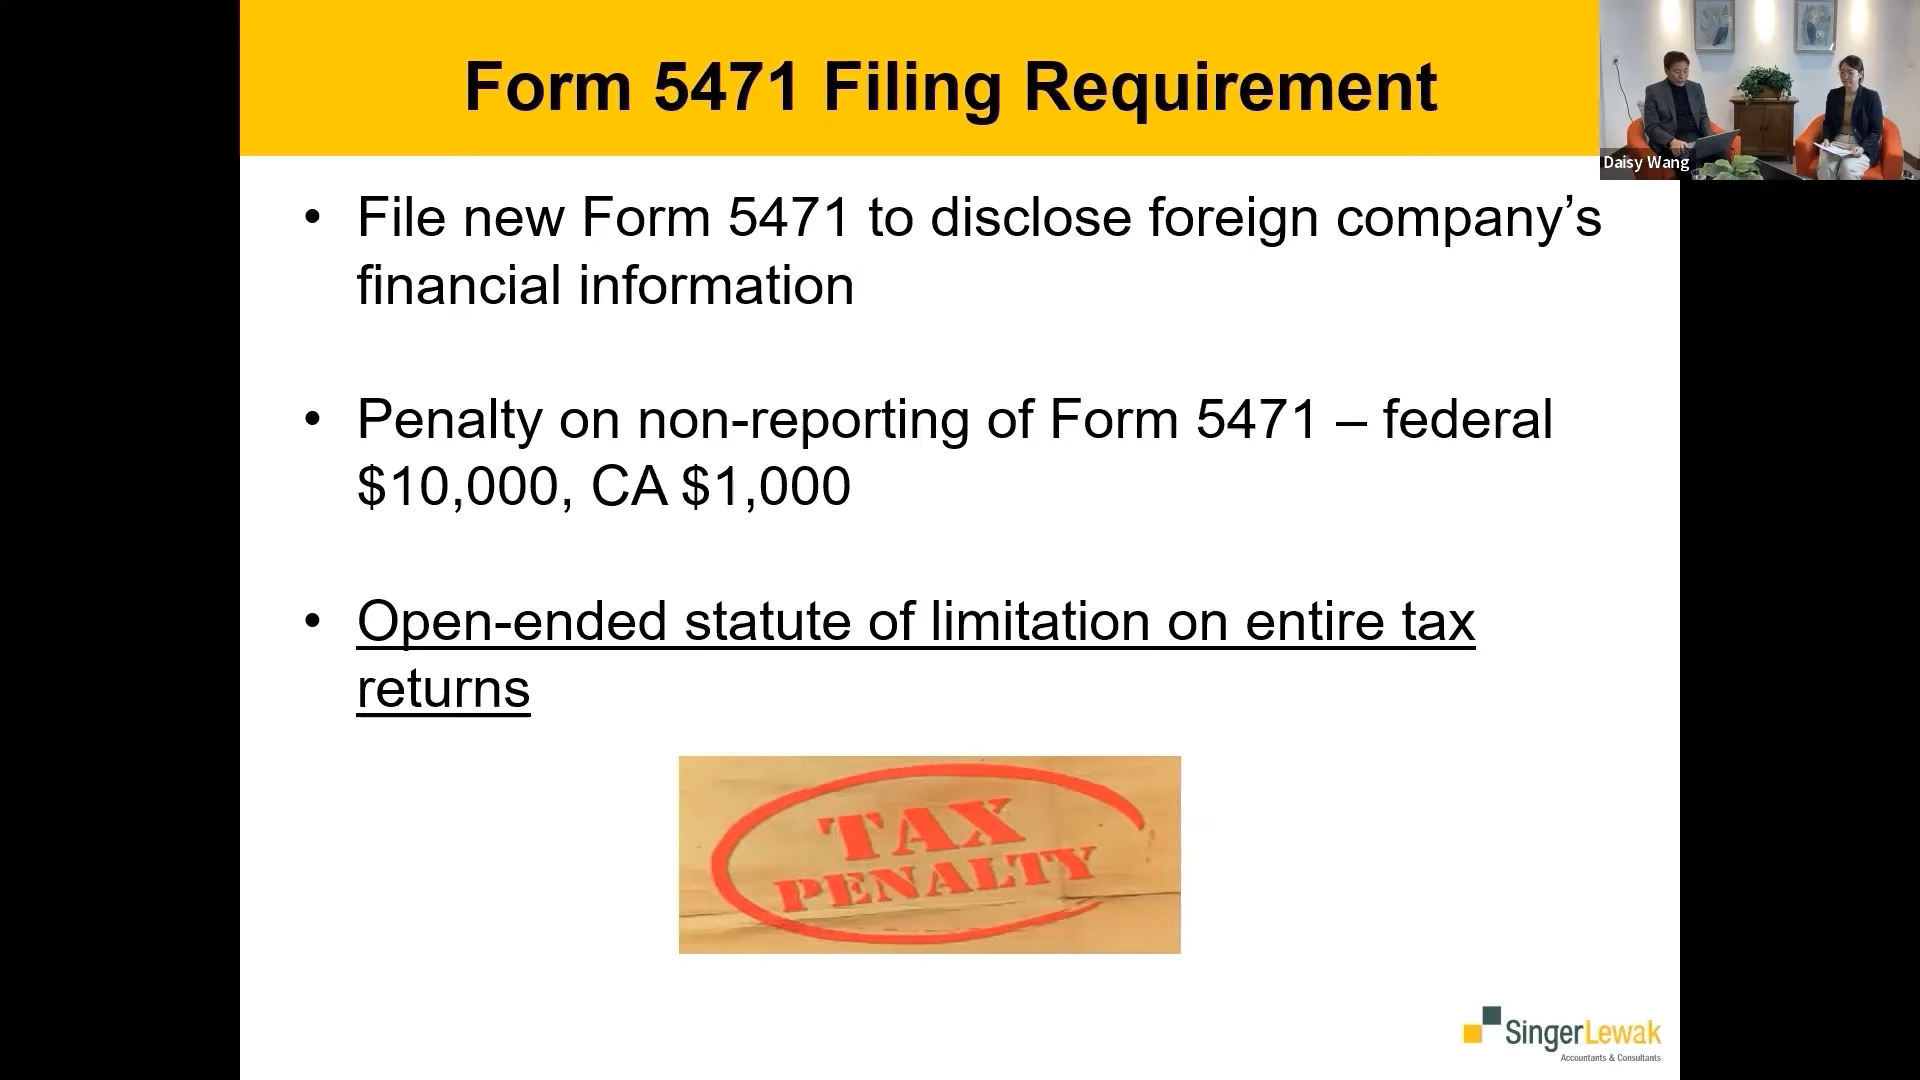 Form 5471 Filing Requirement
Daisy Wang
• File new Form 5471 to disclose foreign company’s
financial information
• Penalty on non-reporting of Form 5471 – federal
$10,000, CA $1,000
• Open-ended statute of limitation on entire tax
returns
TAX
PENALTY
SingerLewak
Accountants & Consultants